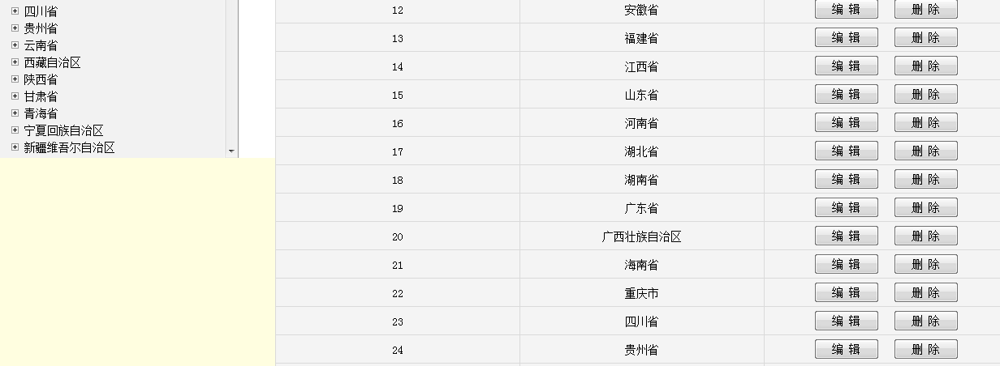 四川省
贵州省
云南省
西藏自治区
陕西省
甘肃省
青海省
宁夏回族自治区
新疆维吾尔自治区
12 安徽省 编 辑 删 除
13 福建省 编 辑 删 除
14 江西省 编 辑 删 除
15 山东省 编 辑 删 除
16 河南省 编 辑 删 除
17 湖北省 编 辑 删 除
18 湖南省 编 辑 删 除
19 广东省 编 辑 删 除
20 广西壮族自治区 编 辑 删 除
21 海南省 编 辑 删 除
22 重庆市 编 辑 删 除
23 四川省 编 辑 删 除
24 贵州省 编 辑 删 除